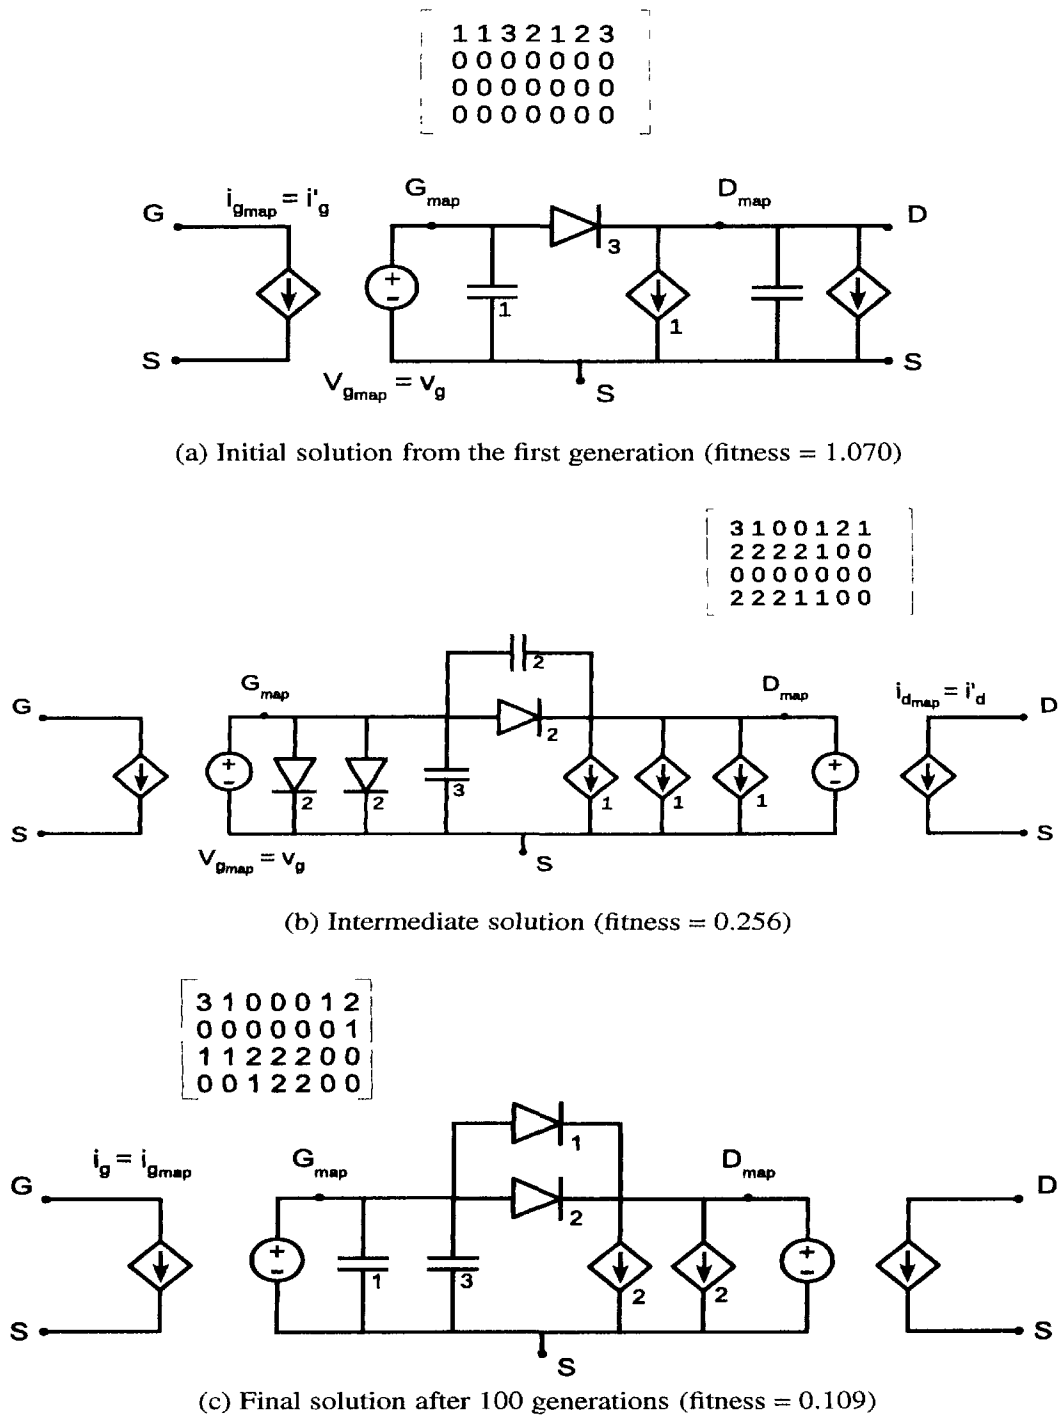 1 1 3 2 1 2 3
0 0 0 0 0 0 0
0 0 0 0 0 0 0
0 0 0 0 0 0 0
G i_gmap = i'_g G_map D_map D
3
+
-
1 1
S S
V_gmap = v_g S
(a) Initial solution from the first generation (fitness = 1.070)
3 1 0 0 1 2 1
2 2 2 2 1 0 0
0 0 0 0 0 0 0
2 2 2 1 1 0 0
2
G G_map D_map i_dmap = i'_d D
2
+ +
- -
2 2 3 1 1 1
S S
V_gmap = v_g S
(b) Intermediate solution (fitness = 0.256)
3 1 0 0 0 1 2
0 0 0 0 0 0 1
1 1 2 2 2 0 0
0 0 1 2 2 0 0
1
G i_g = i_gmap G_map D_map D
2
+ +
- -
1 3 2 2
S S
S
(c) Final solution after 100 generations (fitness = 0.109)